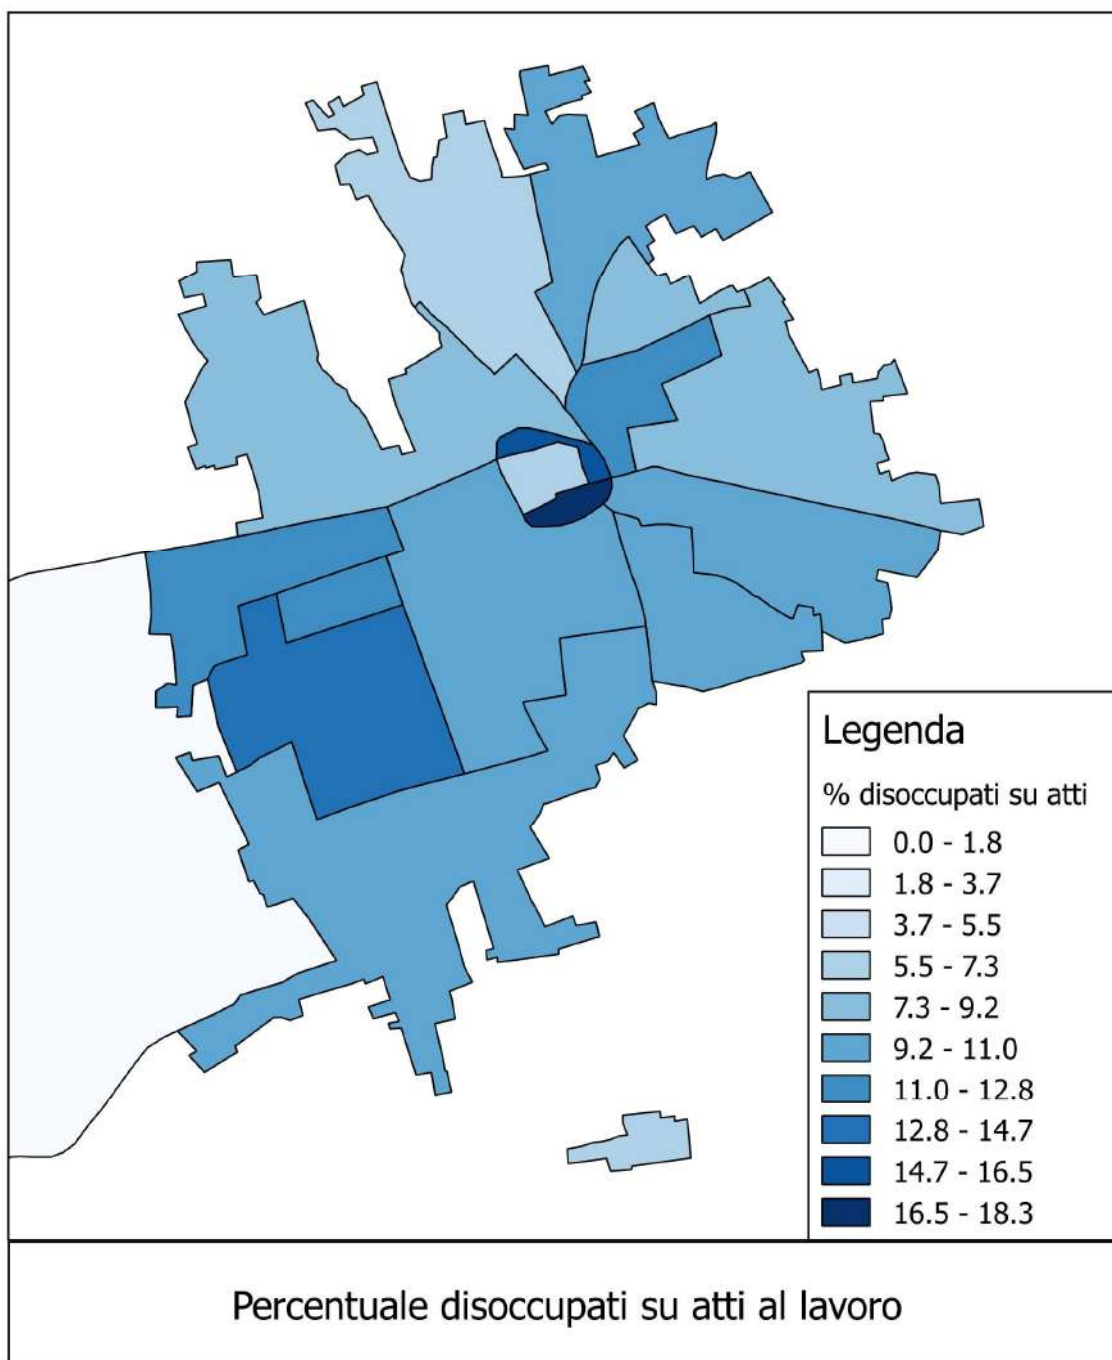 Legenda
% disoccupati su atti
0.0 - 1.8
1.8 - 3.7
3.7 - 5.5
5.5 - 7.3
7.3 - 9.2
9.2 - 11.0
11.0 - 12.8
12.8 - 14.7
14.7 - 16.5
16.5 - 18.3
Percentuale disoccupati su atti al lavoro